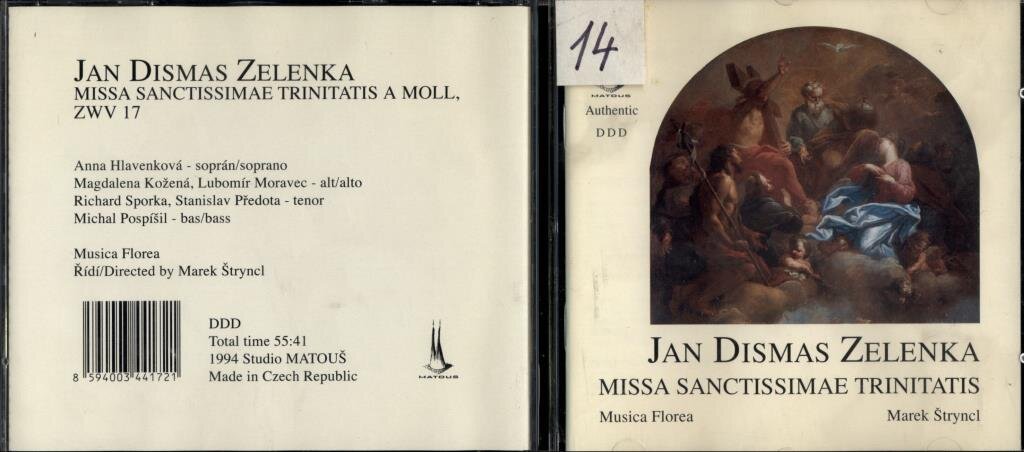 JAN DISMAS ZELENKA
MISSA SANCTISSIMAE TRINITATIS A MOLL,
ZWV 17
Anna Hlavenková - soprán/soprano
Magdalena Kožená, Lubomír Moravec - alt/alto
Richard Sporka, Stanislav Předota - tenor
Michal Pospíšil - bas/bass
Musica Florea
Řídí/Directed by Marek Štryncl
DDD
Total time 55:41
1994 Studio MATOUŠ
Made in Czech Republic
8 594003 441721
MATOUS
14
MATOUS
Authentic
DDD
JAN DISMAS ZELENKA
MISSA SANCTISSIMAE TRINITATIS
Musica Florea Marek Štryncl